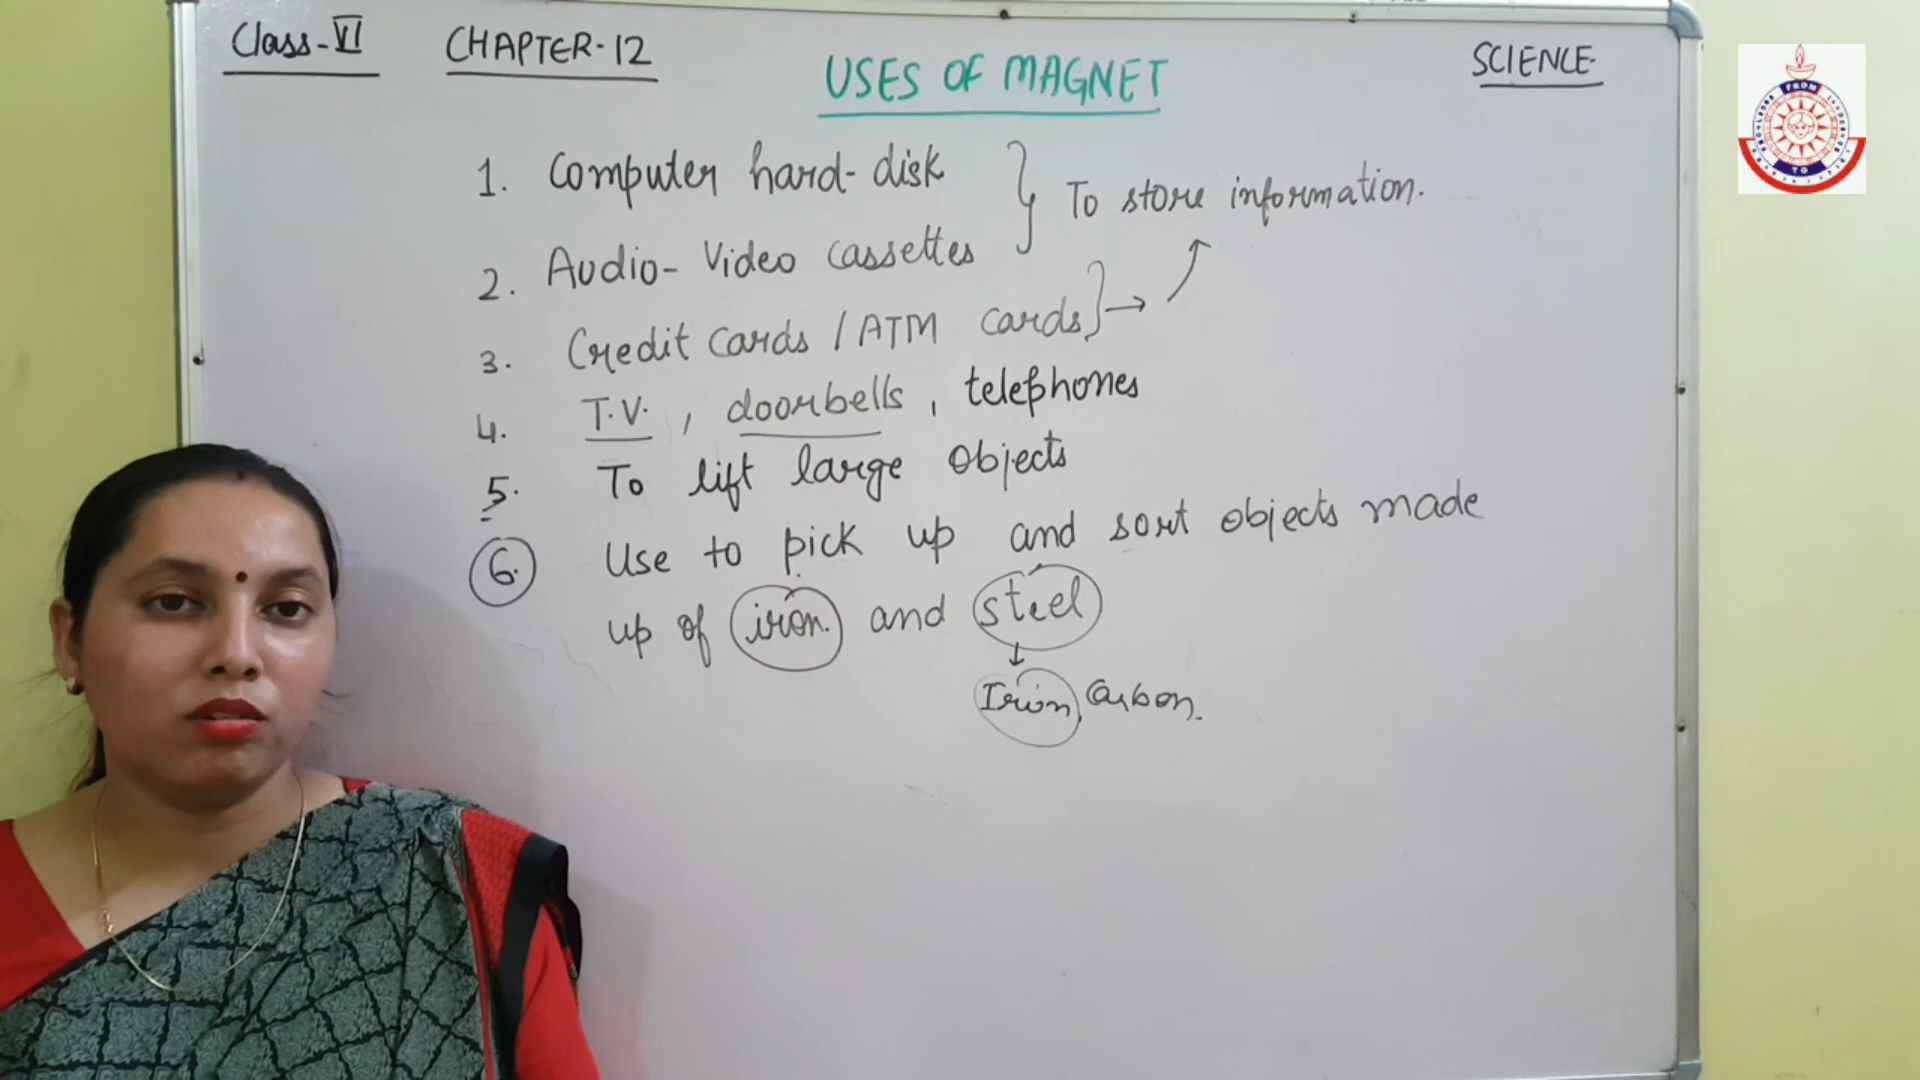 Class-VI CHAPTER-12 SCIENCE.
USES OF MAGNET
1. Computer hard-disk
To store information.
2. Audio-Video cassettes
3. Credit cards / ATM cards
4. T.V., doorbells, telephones
5. To lift large objects
6. Use to pick up and sort objects made
up of iron. and steel
Iron, Carbon.
FROM
TO